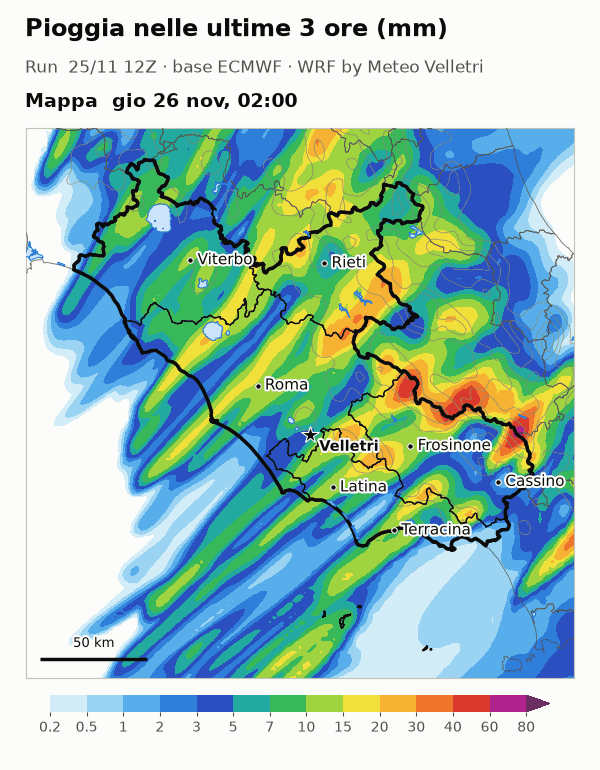 Pioggia nelle ultime 3 ore (mm)
Run  25/11 12Z · base ECMWF · WRF by Meteo Velletri
Mappa  gio 26 nov, 02:00
Viterbo
Rieti
Roma
Velletri
Frosinone
Cassino
Latina
Terracina
50 km
0.2 0.5 1 2 3 5 7 10 15 20 30 40 60 80